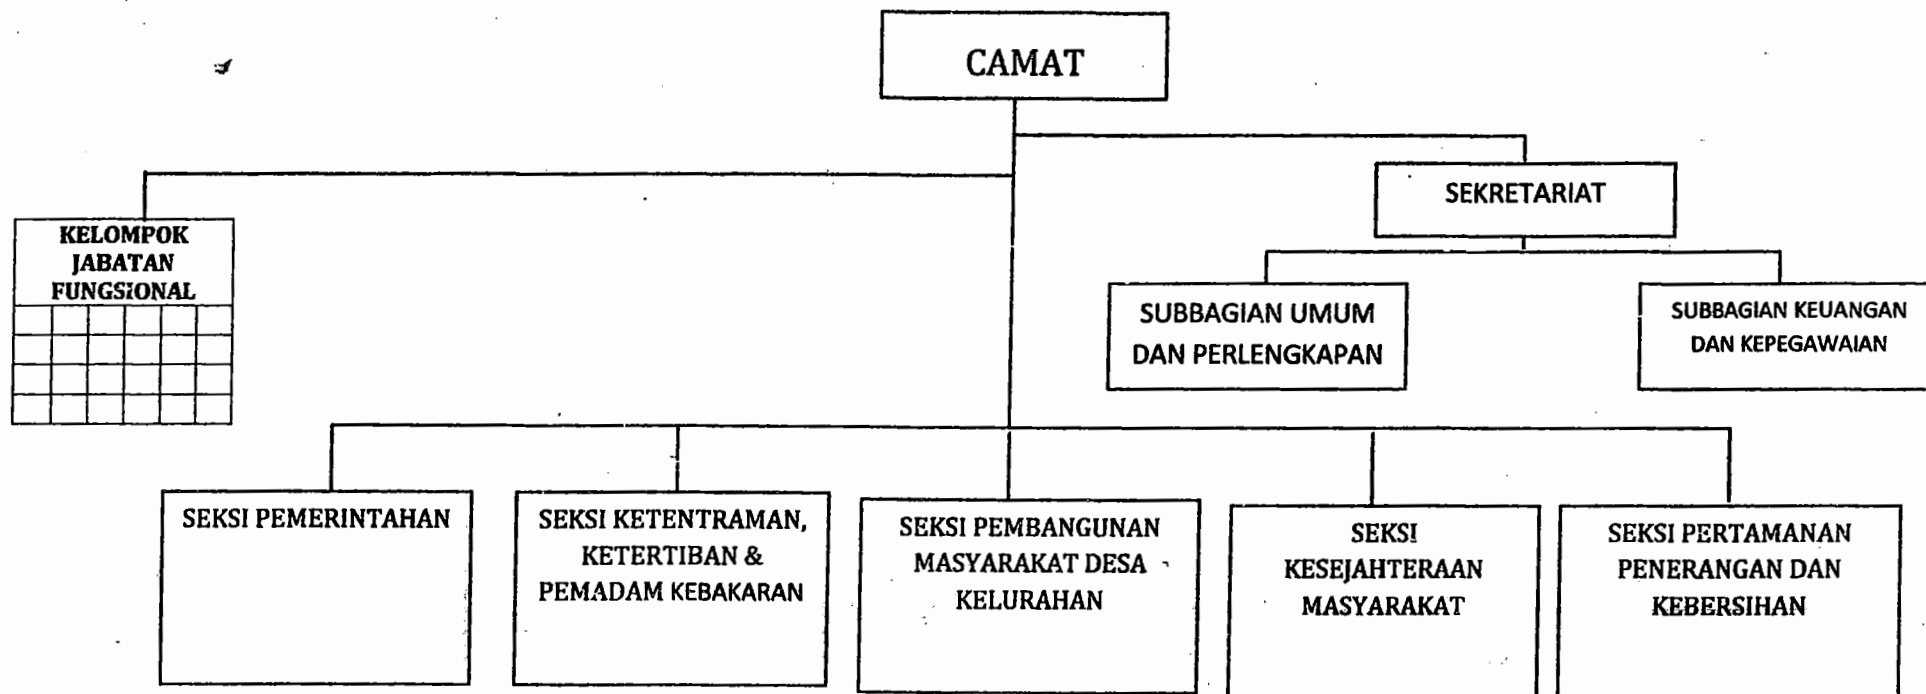 CAMAT
SEKRETARIAT
KELOMPOK
JABATAN
FUNGSIONAL
SUBBAGIAN UMUM
DAN PERLENGKAPAN
SUBBAGIAN KEUANGAN
DAN KEPEGAWAIAN
SEKSI PEMERINTAHAN
SEKSI KETENTRAMAN,
KETERTIBAN &
PEMADAM KEBAKARAN
SEKSI PEMBANGUNAN
MASYARAKAT DESA
KELURAHAN
SEKSI
KESEJAHTERAAN
MASYARAKAT
SEKSI PERTAMANAN
PENERANGAN DAN
KEBERSIHAN